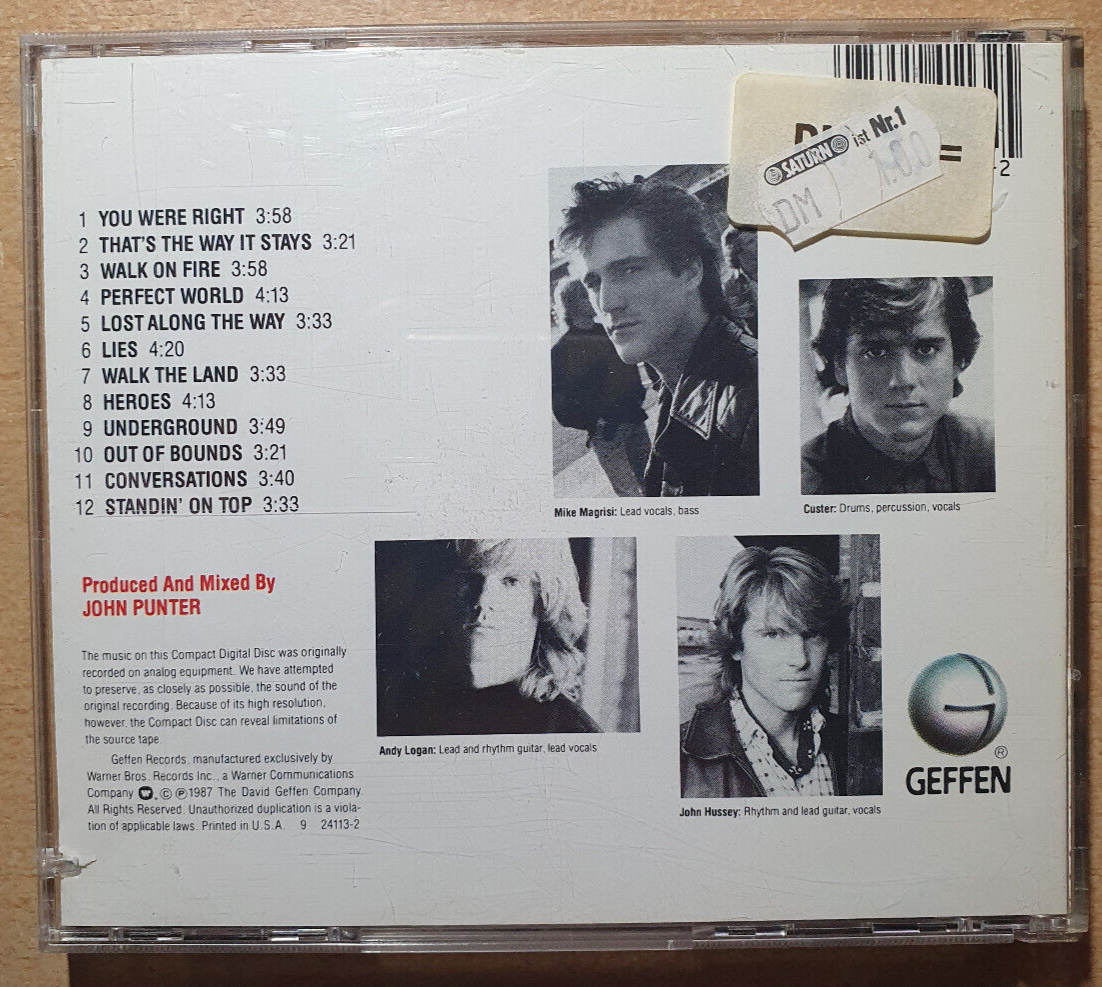 1 YOU WERE RIGHT 3:58
2 THAT'S THE WAY IT STAYS 3:21
3 WALK ON FIRE 3:58
4 PERFECT WORLD 4:13
5 LOST ALONG THE WAY 3:33
6 LIES 4:20
7 WALK THE LAND 3:33
8 HEROES 4:13
9 UNDERGROUND 3:49
10 OUT OF BOUNDS 3:21
11 CONVERSATIONS 3:40
12 STANDIN' ON TOP 3:33
Produced And Mixed By
JOHN PUNTER
The music on this Compact Digital Disc was originally
recorded on analog equipment. We have attempted
to preserve, as closely as possible, the sound of the
original recording. Because of its high resolution,
however, the Compact Disc can reveal limitations of
the source tape.
Geffen Records, manufactured exclusively by
Warner Bros. Records Inc., a Warner Communications
Company, © ℗ 1987 The David Geffen Company.
All Rights Reserved. Unauthorized duplication is a viola-
tion of applicable laws. Printed in U.S.A. 9 24113-2
SATURN ist Nr.1
DM
-2
Mike Magrisi: Lead vocals, bass
Custer: Drums, percussion, vocals
Andy Logan: Lead and rhythm guitar, lead vocals
John Hussey: Rhythm and lead guitar, vocals
G
®
GEFFEN